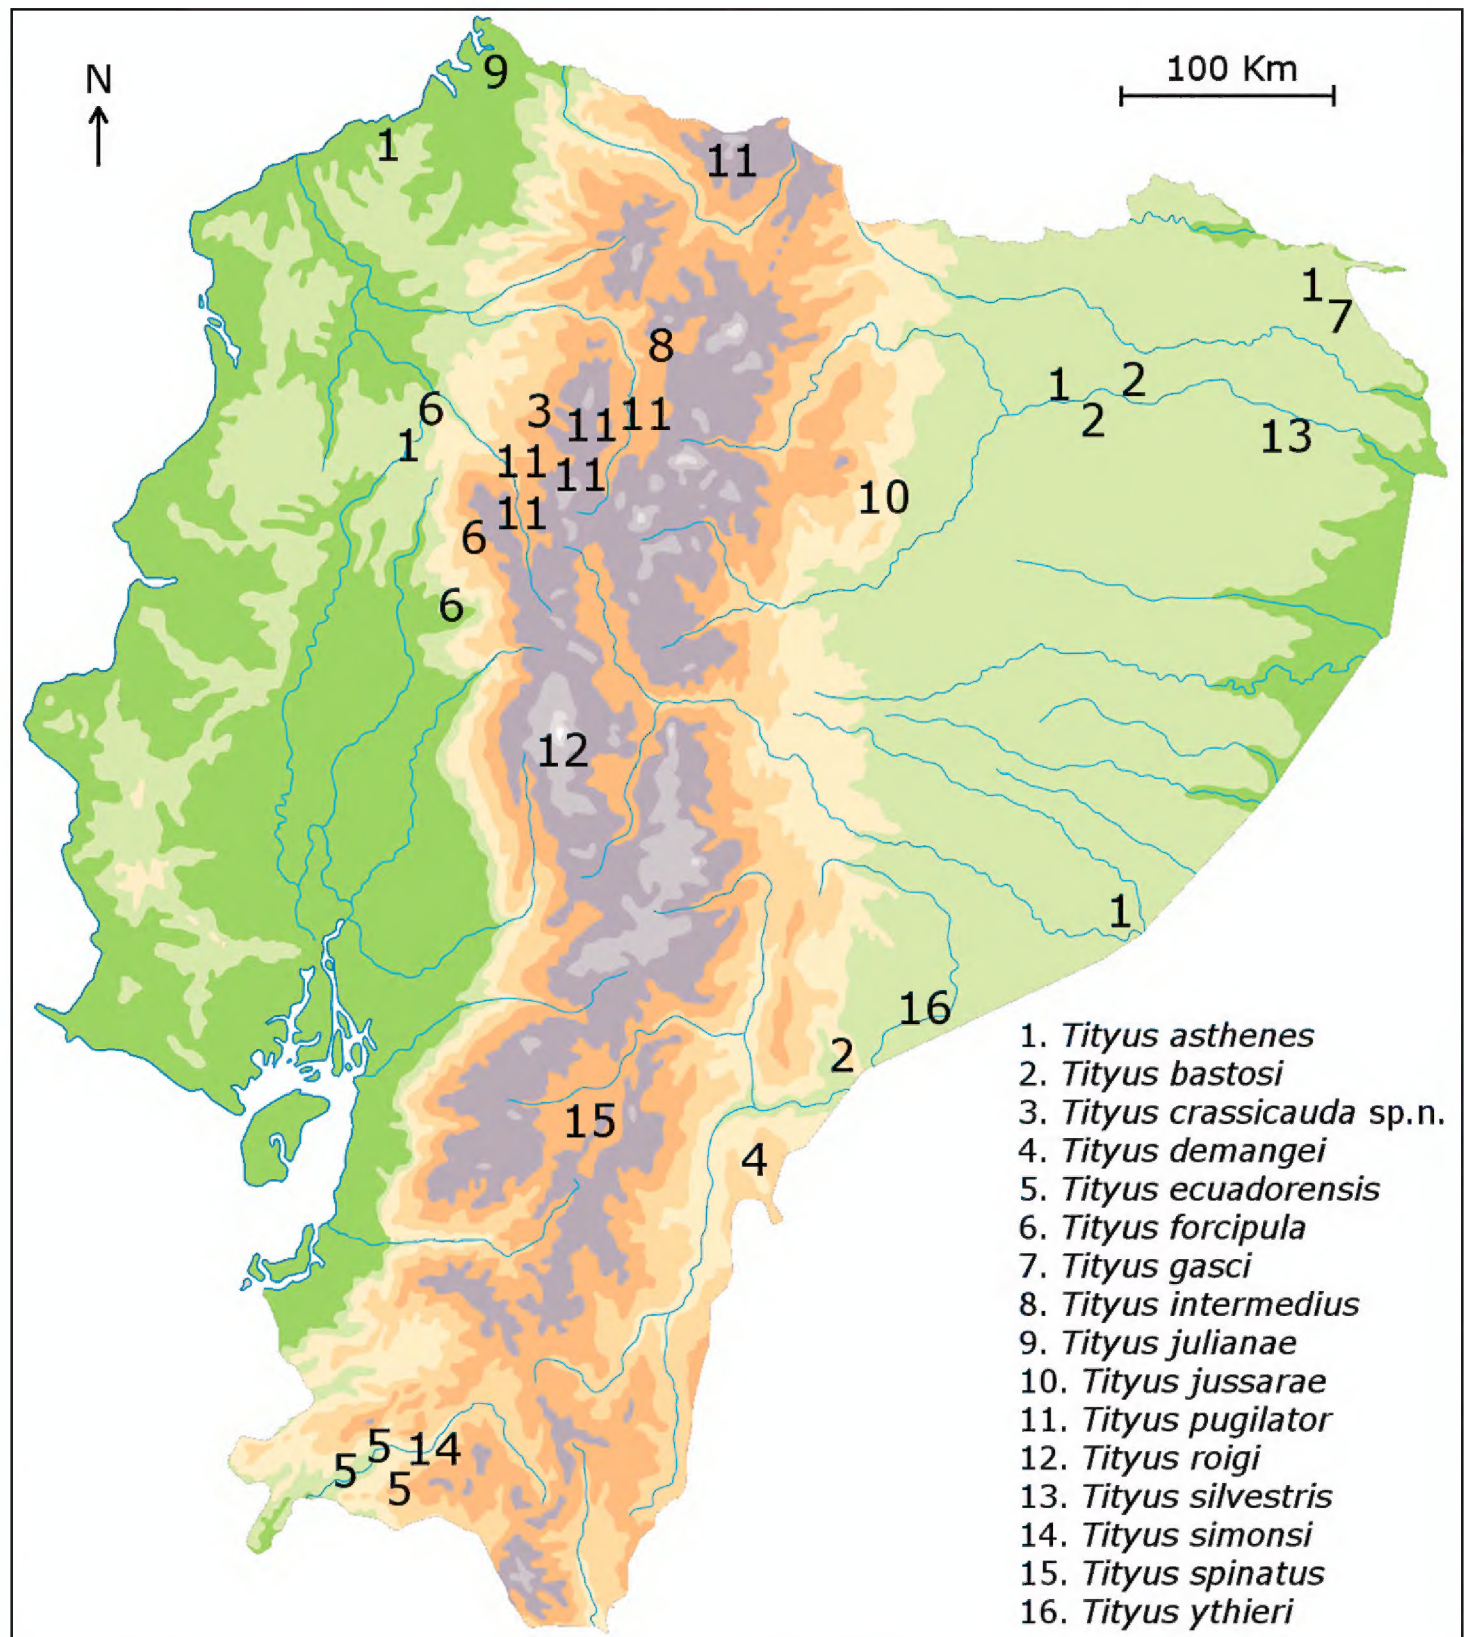 N
100 Km
9
1
11
1
7
8
1
2
6
3
11
11
2
13
1
11
11
10
11
6
6
12
1
16
2
15
4
5
14
5
5
1. Tityus asthenes
2. Tityus bastosi
3. Tityus crassicauda sp.n.
4. Tityus demangei
5. Tityus ecuadorensis
6. Tityus forcipula
7. Tityus gasci
8. Tityus intermedius
9. Tityus julianae
10. Tityus jussarae
11. Tityus pugilator
12. Tityus roigi
13. Tityus silvestris
14. Tityus simonsi
15. Tityus spinatus
16. Tityus ythieri